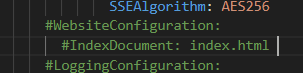 SSEAlgorithm: AES256
#WebsiteConfiguration:
#IndexDocument: index.html
#LoggingConfiguration: